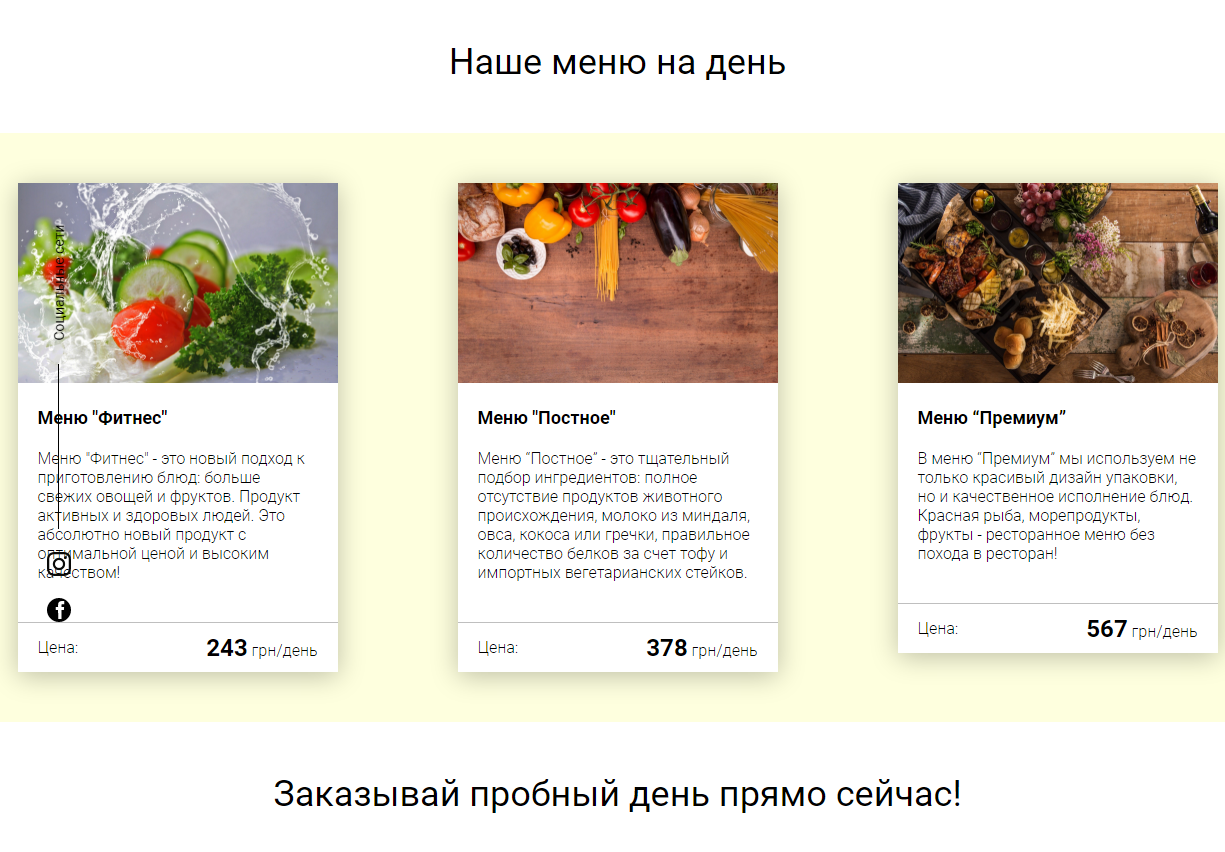 Наше меню на день
Социальные сети
Меню "Фитнес"
Меню "Фитнес" - это новый подход к
приготовлению блюд: больше
свежих овощей и фруктов. Продукт
активных и здоровых людей. Это
абсолютно новый продукт с
оптимальной ценой и высоким
качеством!
Цена: 243 грн/день
Меню "Постное"
Меню “Постное” - это тщательный
подбор ингредиентов: полное
отсутствие продуктов животного
происхождения, молоко из миндаля,
овса, кокоса или гречки, правильное
количество белков за счет тофу и
импортных вегетарианских стейков.
Цена: 378 грн/день
Меню “Премиум”
В меню “Премиум” мы используем не
только красивый дизайн упаковки,
но и качественное исполнение блюд.
Красная рыба, морепродукты,
фрукты - ресторанное меню без
похода в ресторан!
Цена: 567 грн/день
Заказывай пробный день прямо сейчас!